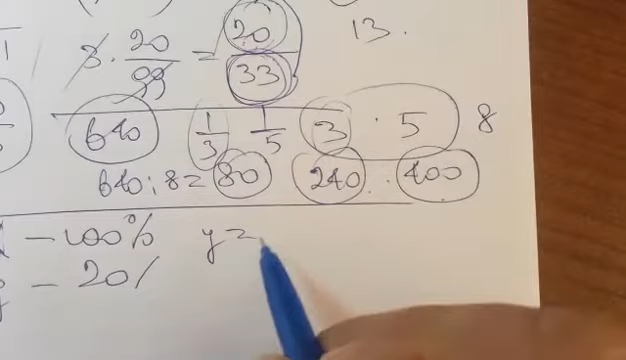 13.
3 · 20/99 = 20/33
640 1/3 1/5 3 · 5 8
640 : 8 = 80 240 .. 400
— 100% y =
— 20%